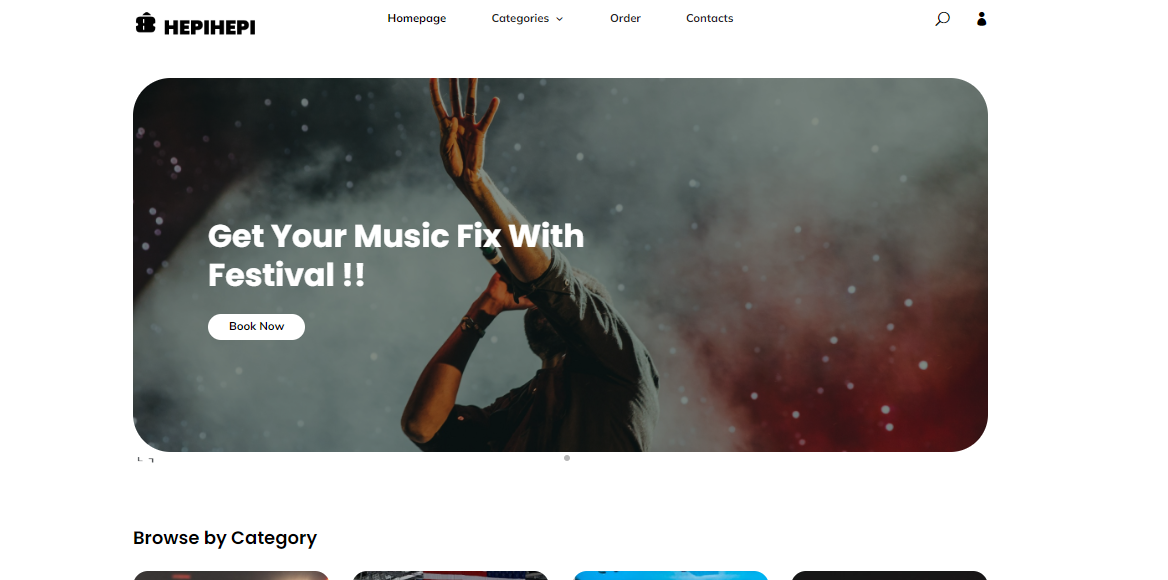 HEPIHEPI
Homepage
Categories
Order
Contacts
Get Your Music Fix With
Festival !!
Book Now
Browse by Category